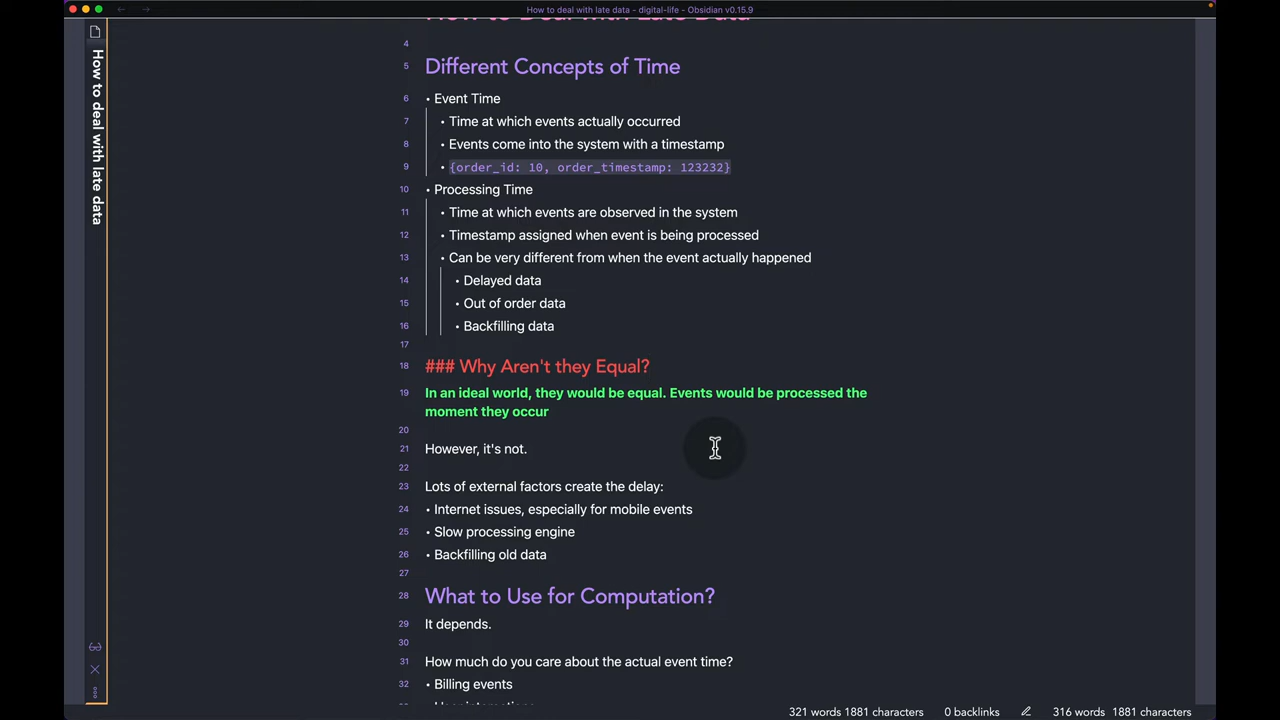 How to deal with late data - digital-life - Obsidian v0.15.9
How to deal with late data
How to Deal with Late Data
4
5 Different Concepts of Time
6 • Event Time
7 • Time at which events actually occurred
8 • Events come into the system with a timestamp
9 • {order_id: 10, order_timestamp: 123232}
10 • Processing Time
11 • Time at which events are observed in the system
12 • Timestamp assigned when event is being processed
13 • Can be very different from when the event actually happened
14 • Delayed data
15 • Out of order data
16 • Backfilling data
17
18 ### Why Aren't they Equal?
19 In an ideal world, they would be equal. Events would be processed the
moment they occur
20
21 However, it's not.
22
23 Lots of external factors create the delay:
24 • Internet issues, especially for mobile events
25 • Slow processing engine
26 • Backfilling old data
27
28 What to Use for Computation?
29 It depends.
30
31 How much do you care about the actual event time?
32 • Billing events
321 words 1881 characters 0 backlinks 316 words 1881 characters